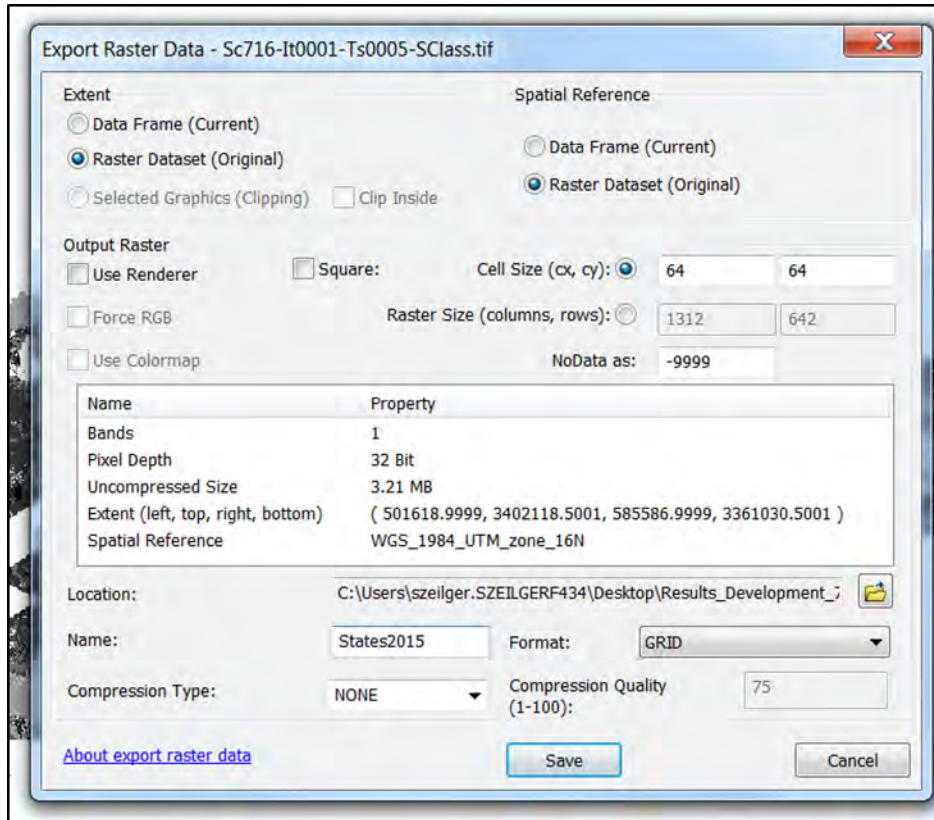 Export Raster Data - Sc716-It0001-Ts0005-SClass.tif
Extent
Spatial Reference
Data Frame (Current)
Data Frame (Current)
Raster Dataset (Original)
Raster Dataset (Original)
Selected Graphics (Clipping) Clip Inside
Output Raster
Use Renderer Square: Cell Size (cx, cy): 64 64
Force RGB Raster Size (columns, rows): 1312 642
Use Colormap NoData as: -9999
Name Property
Bands 1
Pixel Depth 32 Bit
Uncompressed Size 3.21 MB
Extent (left, top, right, bottom) ( 501618.9999, 3402118.5001, 585586.9999, 3361030.5001 )
Spatial Reference WGS_1984_UTM_zone_16N
Location: C:\Users\szeilger.SZEILGERF434\Desktop\Results_Development_
Name: States2015 Format: GRID
Compression Type: NONE Compression Quality (1-100): 75
About export raster data Save Cancel